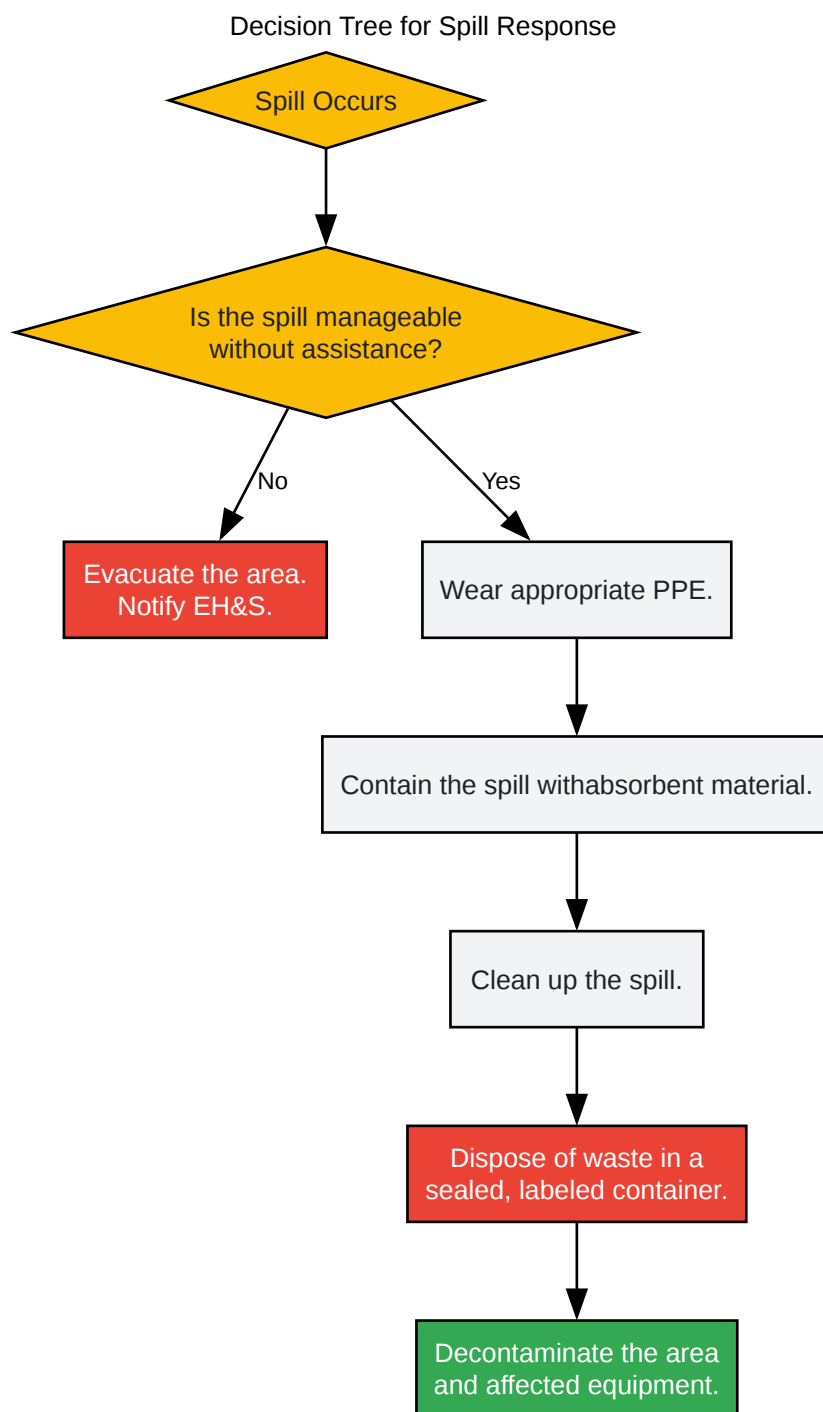 Decision Tree for Spill Response
Spill Occurs
Is the spill manageable
without assistance?
No
Yes
Evacuate the area.
Notify EH&S.
Wear appropriate PPE.
Contain the spill withabsorbent material.
Clean up the spill.
Dispose of waste in a
sealed, labeled container.
Decontaminate the area
and affected equipment.